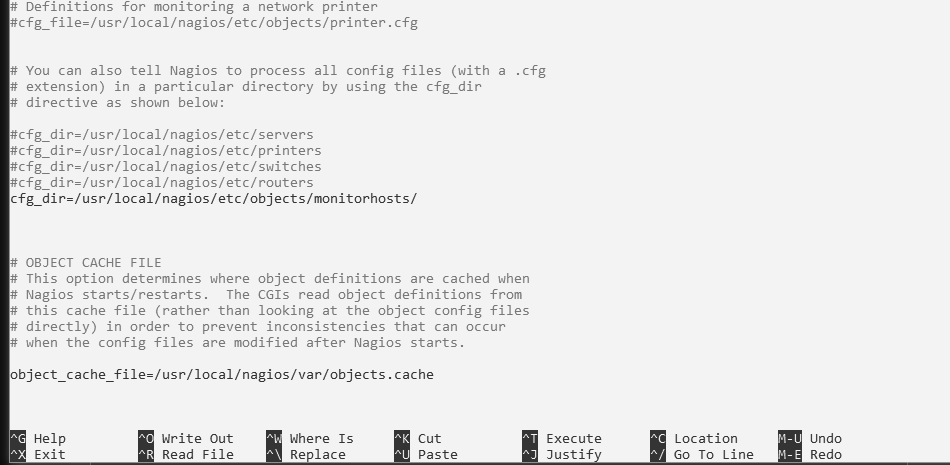 # Definitions for monitoring a network printer
#cfg_file=/usr/local/nagios/etc/objects/printer.cfg
# You can also tell Nagios to process all config files (with a .cfg
# extension) in a particular directory by using the cfg_dir
# directive as shown below:
#cfg_dir=/usr/local/nagios/etc/servers
#cfg_dir=/usr/local/nagios/etc/printers
#cfg_dir=/usr/local/nagios/etc/switches
#cfg_dir=/usr/local/nagios/etc/routers
cfg_dir=/usr/local/nagios/etc/objects/monitorhosts/
# OBJECT CACHE FILE
# This option determines where object definitions are cached when
# Nagios starts/restarts.  The CGIs read object definitions from
# this cache file (rather than looking at the object config files
# directly) in order to prevent inconsistencies that can occur
# when the config files are modified after Nagios starts.
object_cache_file=/usr/local/nagios/var/objects.cache
^G Help ^O Write Out ^W Where Is ^K Cut ^T Execute ^C Location M-U Undo
^X Exit ^R Read File ^\ Replace ^U Paste ^J Justify ^/ Go To Line M-E Redo